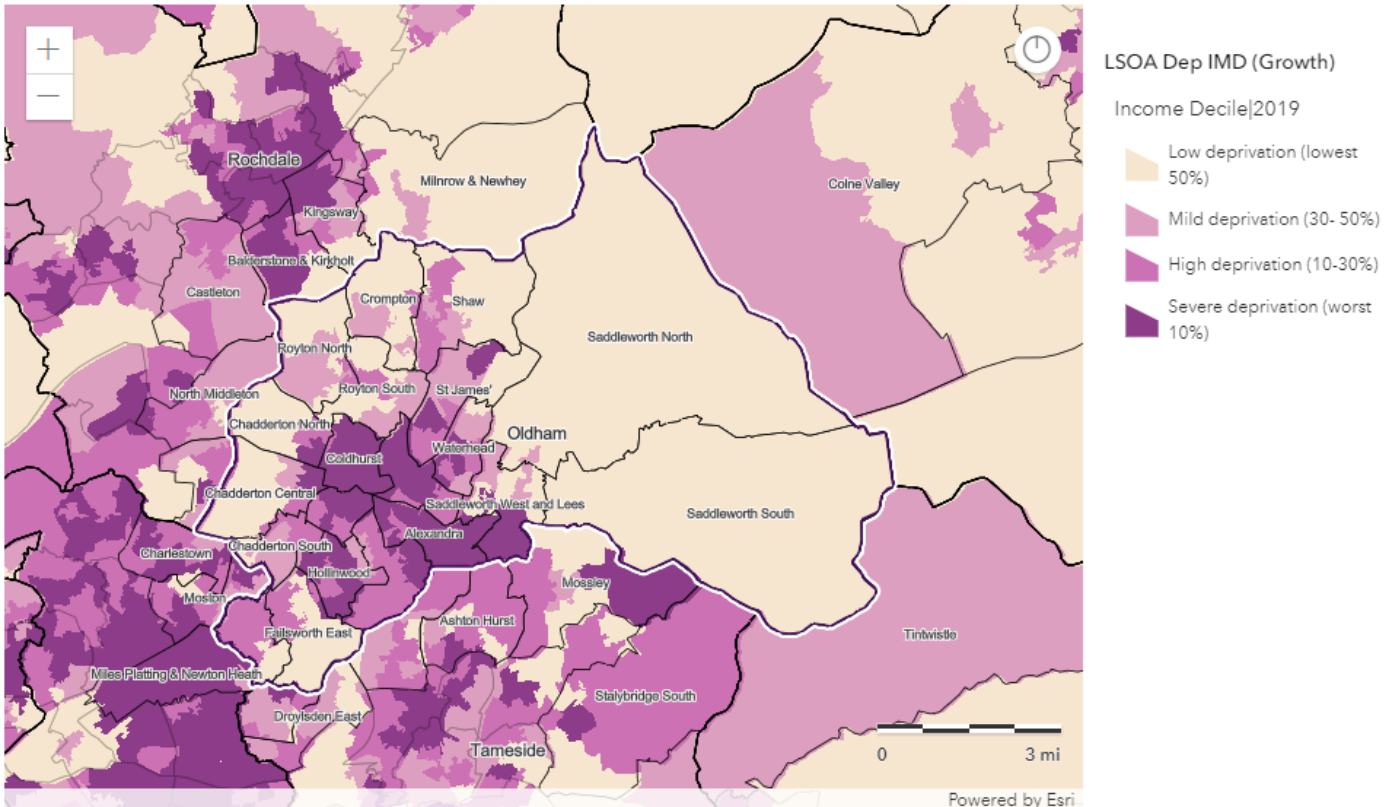 +
−
LSOA Dep IMD (Growth)
Income Decile|2019
Low deprivation (lowest
50%)
Mild deprivation (30- 50%)
High deprivation (10-30%)
Severe deprivation (worst
10%)
Rochdale
Milnrow & Newhey
Colne Valley
Kingsway
Balderstone & Kirkholt
Castleton
Crompton
Shaw
Saddleworth North
Royton North
North Middleton
Royton South
St James'
Chadderton North
Oldham
Waterhead
Coldhurst
Chadderton Central
Saddleworth West and Lees
Saddleworth South
Alexandra
Charlestown
Chadderton South
Hollinwood
Mossley
Moston
Ashton Hurst
Failsworth East
Tintwistle
Miles Platting & Newton Heath
Stalybridge South
Droylsden East
Tameside
0
3 mi
Powered by Esri